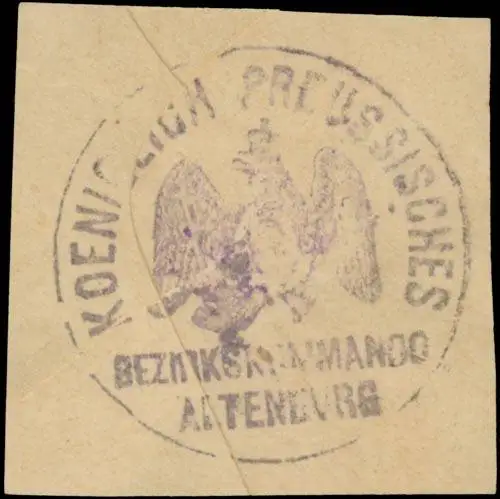 KOENIGLICH PREUSSISCHES
BEZIRKSKOMMANDO
ALTENBURG